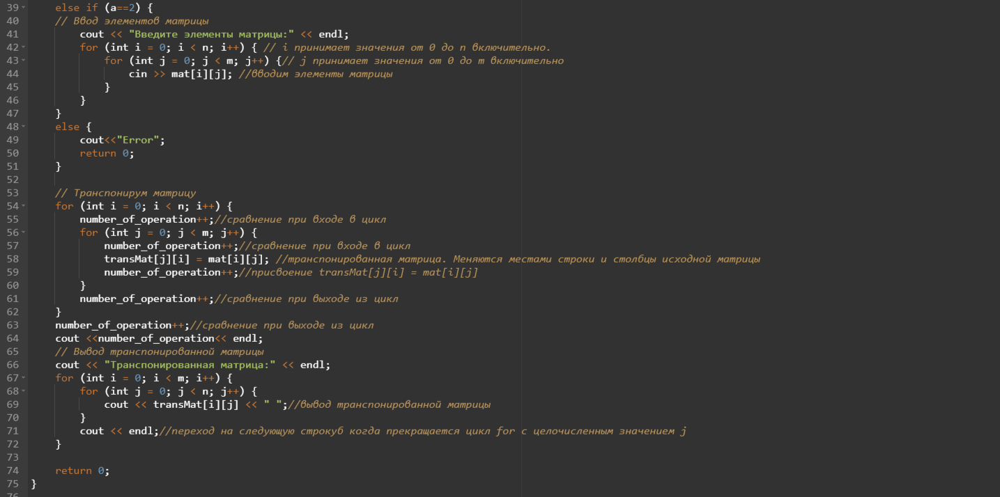 39 else if (a==2) {
40 // Ввод элементов матрицы
41 cout << "Введите элементы матрицы:" << endl;
42 for (int i = 0; i < n; i++) { // i принимает значения от 0 до n включительно.
43 for (int j = 0; j < m; j++) {// j принимает значения от 0 до m включительно
44 cin >> mat[i][j]; //вводим элементы матрицы
45 }
46 }
47 }
48 else {
49 cout<<"Error";
50 return 0;
51 }
52
53 // Транспонирум матрицу
54 for (int i = 0; i < n; i++) {
55 number_of_operation++;//сравнение при входе в цикл
56 for (int j = 0; j < m; j++) {
57 number_of_operation++;//сравнение при входе в цикл
58 transMat[j][i] = mat[i][j]; //транспонированная матрица. Меняются местами строки и столбцы исходной матрицы
59 number_of_operation++;//присвоение transMat[j][i] = mat[i][j]
60 }
61 number_of_operation++;//сравнение при выходе из цикл
62 }
63 number_of_operation++;//сравнение при выходе из цикл
64 cout <<number_of_operation<< endl;
65 // Вывод транспонированной матрицы
66 cout << "Транспонированная матрица:" << endl;
67 for (int i = 0; i < m; i++) {
68 for (int j = 0; j < n; j++) {
69 cout << transMat[i][j] << " ";//вывод транспонированной матрицы
70 }
71 cout << endl;//переход на следующую строкуб когда прекращается цикл for с целочисленным значением j
72 }
73
74 return 0;
75 }
76